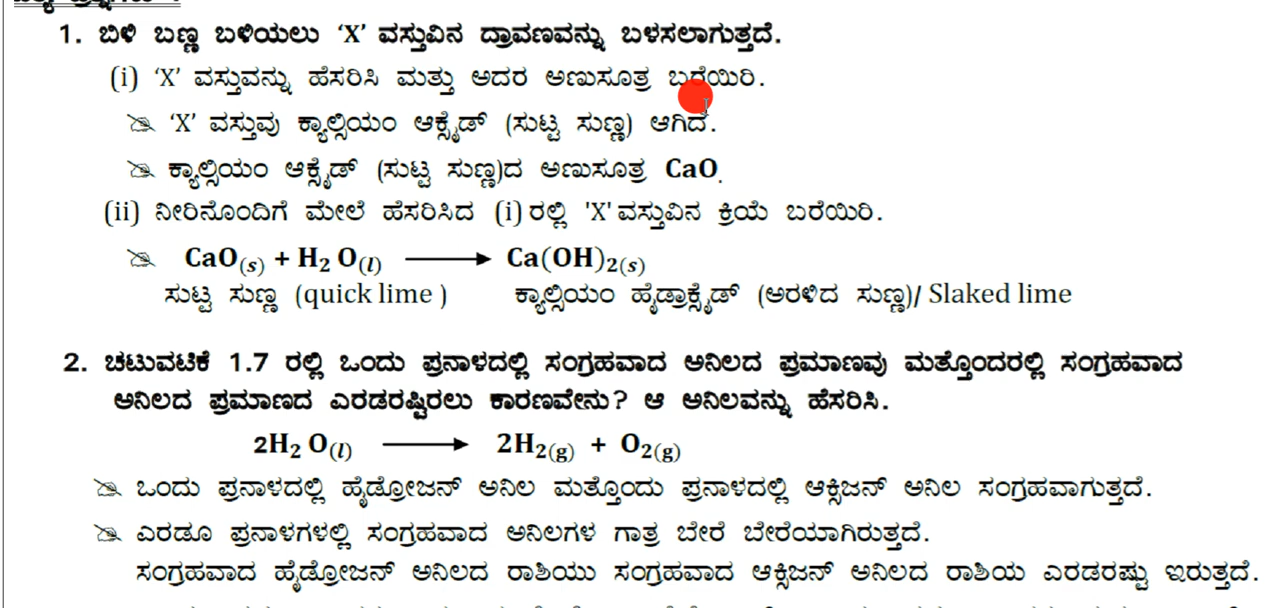 1. ಬಿಳಿ ಬಣ್ಣ ಬಳಿಯಲು ‘X’ ವಸ್ತುವಿನ ದ್ರಾವಣವನ್ನು ಬಳಸಲಾಗುತ್ತದೆ.
(i) ‘X’ ವಸ್ತುವನ್ನು ಹೆಸರಿಸಿ ಮತ್ತು ಅದರ ಅಣುಸೂತ್ರ ಬರೆಯಿರಿ.
‘X’ ವಸ್ತುವು ಕ್ಯಾಲ್ಸಿಯಂ ಆಕ್ಸೈಡ್ (ಸುಟ್ಟ ಸುಣ್ಣ) ಆಗಿದೆ.
ಕ್ಯಾಲ್ಸಿಯಂ ಆಕ್ಸೈಡ್ (ಸುಟ್ಟ ಸುಣ್ಣ)ದ ಅಣುಸೂತ್ರ CaO.
(ii) ನೀರಿನೊಂದಿಗೆ ಮೇಲೆ ಹೆಸರಿಸಿದ (i) ರಲ್ಲಿ 'X' ವಸ್ತುವಿನ ಕ್ರಿಯೆ ಬರೆಯಿರಿ.
CaO(s) + H2 O(l) ⟶ Ca(OH)2(s)
ಸುಟ್ಟ ಸುಣ್ಣ (quick lime ) ಕ್ಯಾಲ್ಸಿಯಂ ಹೈಡ್ರಾಕ್ಸೈಡ್ (ಅರಳಿದ ಸುಣ್ಣ)/ Slaked lime
2. ಚಟುವಟಿಕೆ 1.7 ರಲ್ಲಿ ಒಂದು ಪ್ರನಾಳದಲ್ಲಿ ಸಂಗ್ರಹವಾದ ಅನಿಲದ ಪ್ರಮಾಣವು ಮತ್ತೊಂದರಲ್ಲಿ ಸಂಗ್ರಹವಾದ
ಅನಿಲದ ಪ್ರಮಾಣದ ಎರಡರಷ್ಟಿರಲು ಕಾರಣವೇನು? ಆ ಅನಿಲವನ್ನು ಹೆಸರಿಸಿ.
2H2 O(l) ⟶ 2H2(g) + O2(g)
ಒಂದು ಪ್ರನಾಳದಲ್ಲಿ ಹೈಡ್ರೋಜನ್ ಅನಿಲ ಮತ್ತೊಂದು ಪ್ರನಾಳದಲ್ಲಿ ಆಕ್ಸಿಜನ್ ಅನಿಲ ಸಂಗ್ರಹವಾಗುತ್ತದೆ.
ಎರಡೂ ಪ್ರನಾಳಗಳಲ್ಲಿ ಸಂಗ್ರಹವಾದ ಅನಿಲಗಳ ಗಾತ್ರ ಬೇರೆ ಬೇರೆಯಾಗಿರುತ್ತದೆ.
ಸಂಗ್ರಹವಾದ ಹೈಡ್ರೋಜನ್ ಅನಿಲದ ರಾಶಿಯು ಸಂಗ್ರಹವಾದ ಆಕ್ಸಿಜನ್ ಅನಿಲದ ರಾಶಿಯ ಎರಡರಷ್ಟು ಇರುತ್ತದೆ.